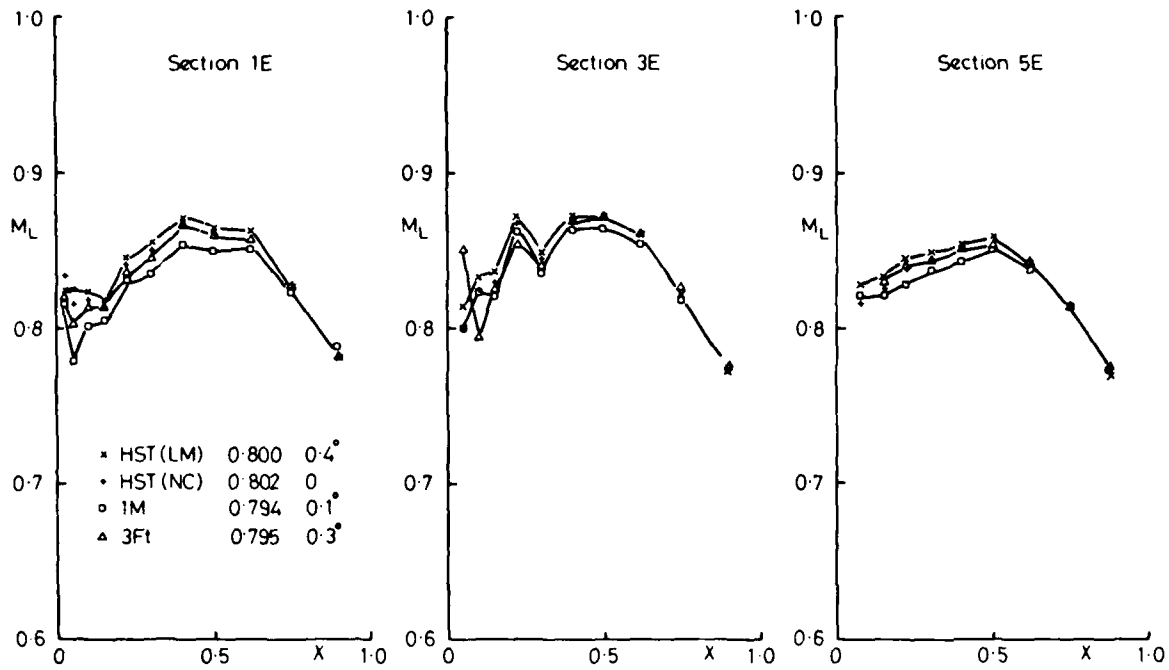 Section 1E
1·0
0·9
M_L
0·8
0·7
0·6
0
0·5
X
1·0
× HST (LM) 0·800 0·4°
+ HST (NC) 0·802 0
□ 1M 0·794 0·1°
△ 3Ft 0·795 0·3°
Section 3E
1·0
0·9
M_L
0·8
0·7
0·6
0
0·5
X
1·0
Section 5E
1·0
0·9
M_L
0·8
0·7
0·6
0
0·5
X
1·0